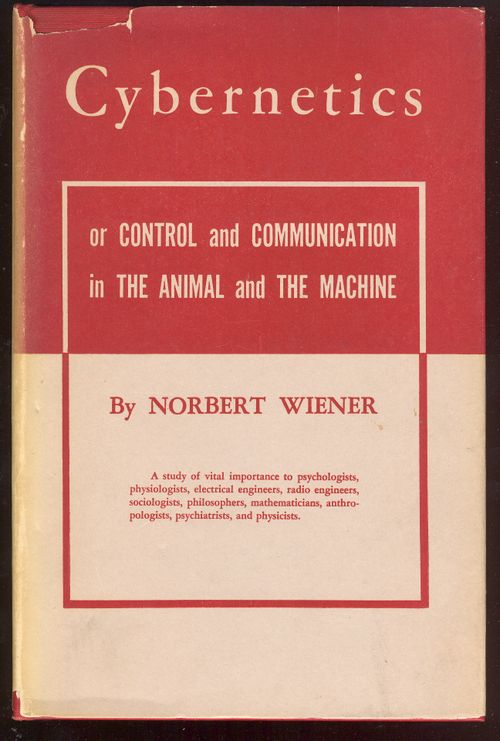 Cybernetics
or CONTROL and COMMUNICATION
in THE ANIMAL and THE MACHINE
By NORBERT WIENER
A study of vital importance to psychologists,
physiologists, electrical engineers, radio engineers,
sociologists, philosophers, mathematicians, anthro-
pologists, psychiatrists, and physicists.